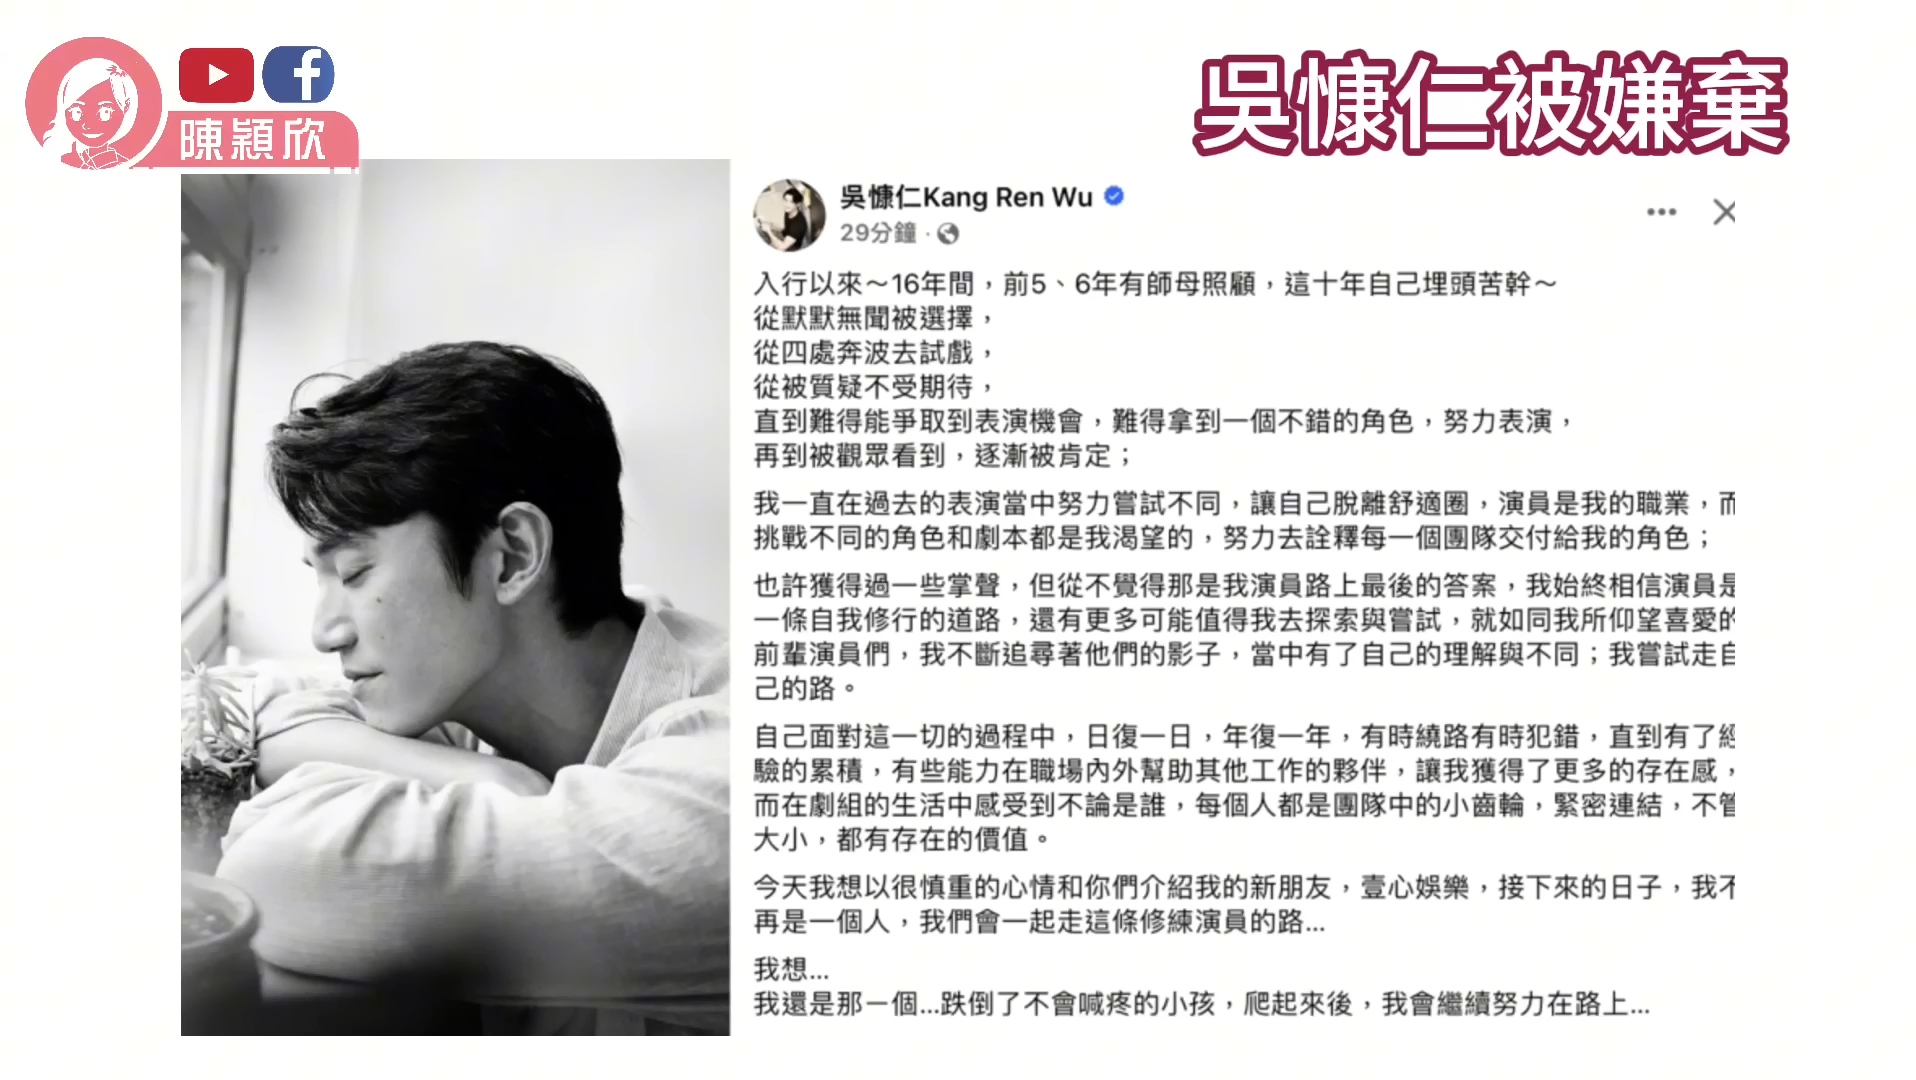 陳穎欣
吳慷仁被嫌棄
吳慷仁Kang Ren Wu
29分鐘·
入行以來～16年間，前5、6年有師母照顧，這十年自己埋頭苦幹～
從默默無聞被選擇，
從四處奔波去試戲，
從被質疑不受期待，
直到難得能爭取到表演機會，難得拿到一個不錯的角色，努力表演，
再到被觀眾看到，逐漸被肯定；
我一直在過去的表演當中努力嘗試不同，讓自己脫離舒適圈，演員是我的職業，而
挑戰不同的角色和劇本都是我渴望的，努力去詮釋每一個團隊交付給我的角色；
也許獲得過一些掌聲，但從不覺得那是我演員路上最後的答案，我始終相信演員是
一條自我修行的道路，還有更多可能值得我去探索與嘗試，就如同我所仰望喜愛的
前輩演員們，我不斷追尋著他們的影子，當中有了自己的理解與不同；我嘗試走自
己的路。
自己面對這一切的過程中，日復一日，年復一年，有時繞路有時犯錯，直到有了經
驗的累積，有些能力在職場內外幫助其他工作的夥伴，讓我獲得了更多的存在感，
而在劇組的生活中感受到不論是誰，每個人都是團隊中的小齒輪，緊密連結，不管
大小，都有存在的價值。
今天我想以很慎重的心情和你們介紹我的新朋友，壹心娛樂，接下來的日子，我不
再是一個人，我們會一起走這條修練演員的路...
我想...
我還是那一個...跌倒了不會喊疼的小孩，爬起來後，我會繼續努力在路上...